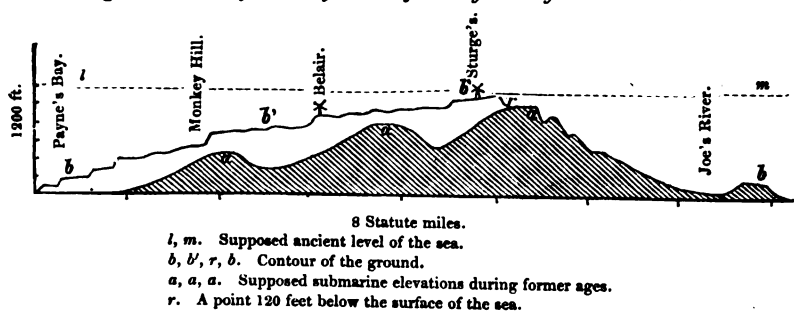 Payne's Bay.
Monkey Hill.
Belair.
Sturge's.
Joe's River.
1200 ft.
l
m
b
b'
b'
r
a
a
a
b
8 Statute miles.
l, m. Supposed ancient level of the sea.
b, b', r, b. Contour of the ground.
a, a, a. Supposed submarine elevations during former ages.
r. A point 120 feet below the surface of the sea.